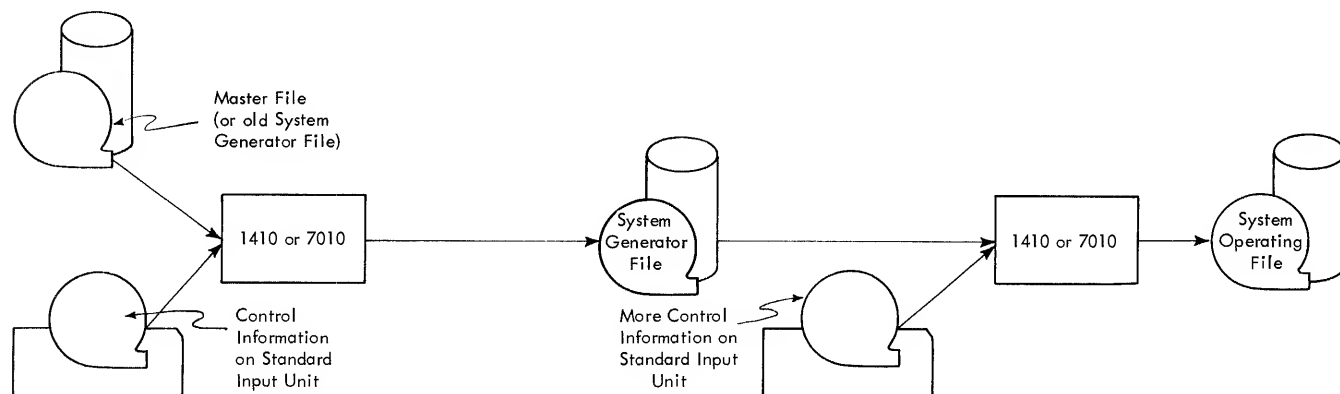 Master File
(or old System
Generator File)
1410 or 7010
Control
Information
on Standard
Input Unit
System
Generator
File
More Control
Information on
Standard Input
Unit
1410 or 7010
System
Operating
File